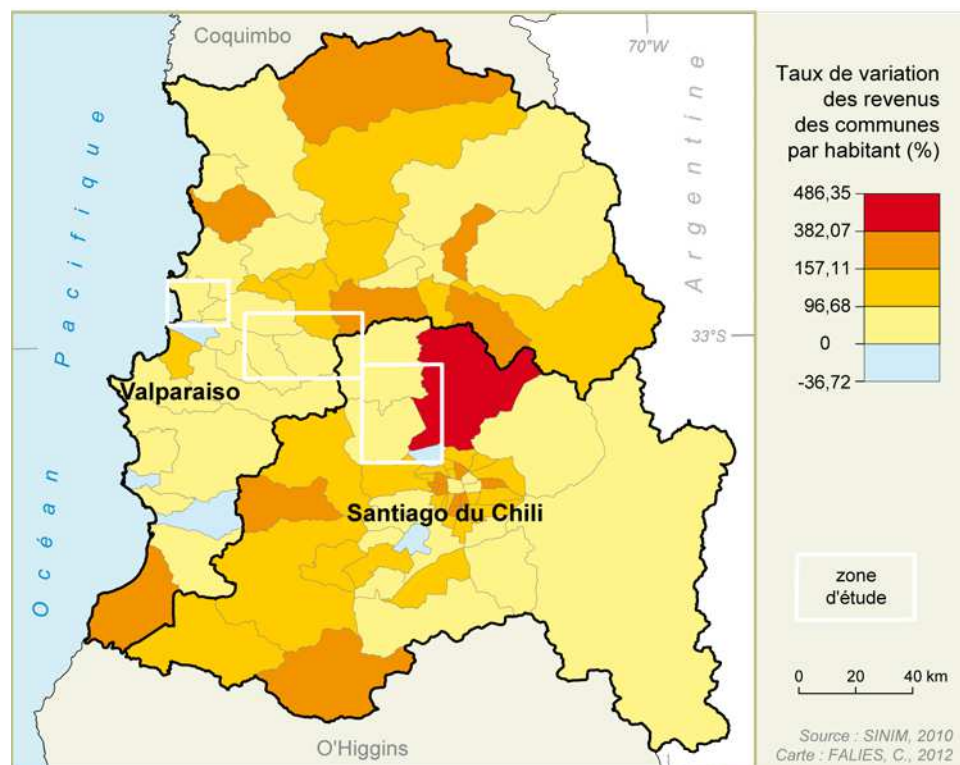 Coquimbo
70°W
Océan Pacifique
Argentine
33°S
Valparaiso
Santiago du Chili
O'Higgins
Taux de variation
des revenus
des communes
par habitant (%)
486,35
382,07
157,11
96,68
0
-36,72
zone
d'étude
0 20 40 km
Source : SINIM, 2010
Carte : FALIES, C., 2012